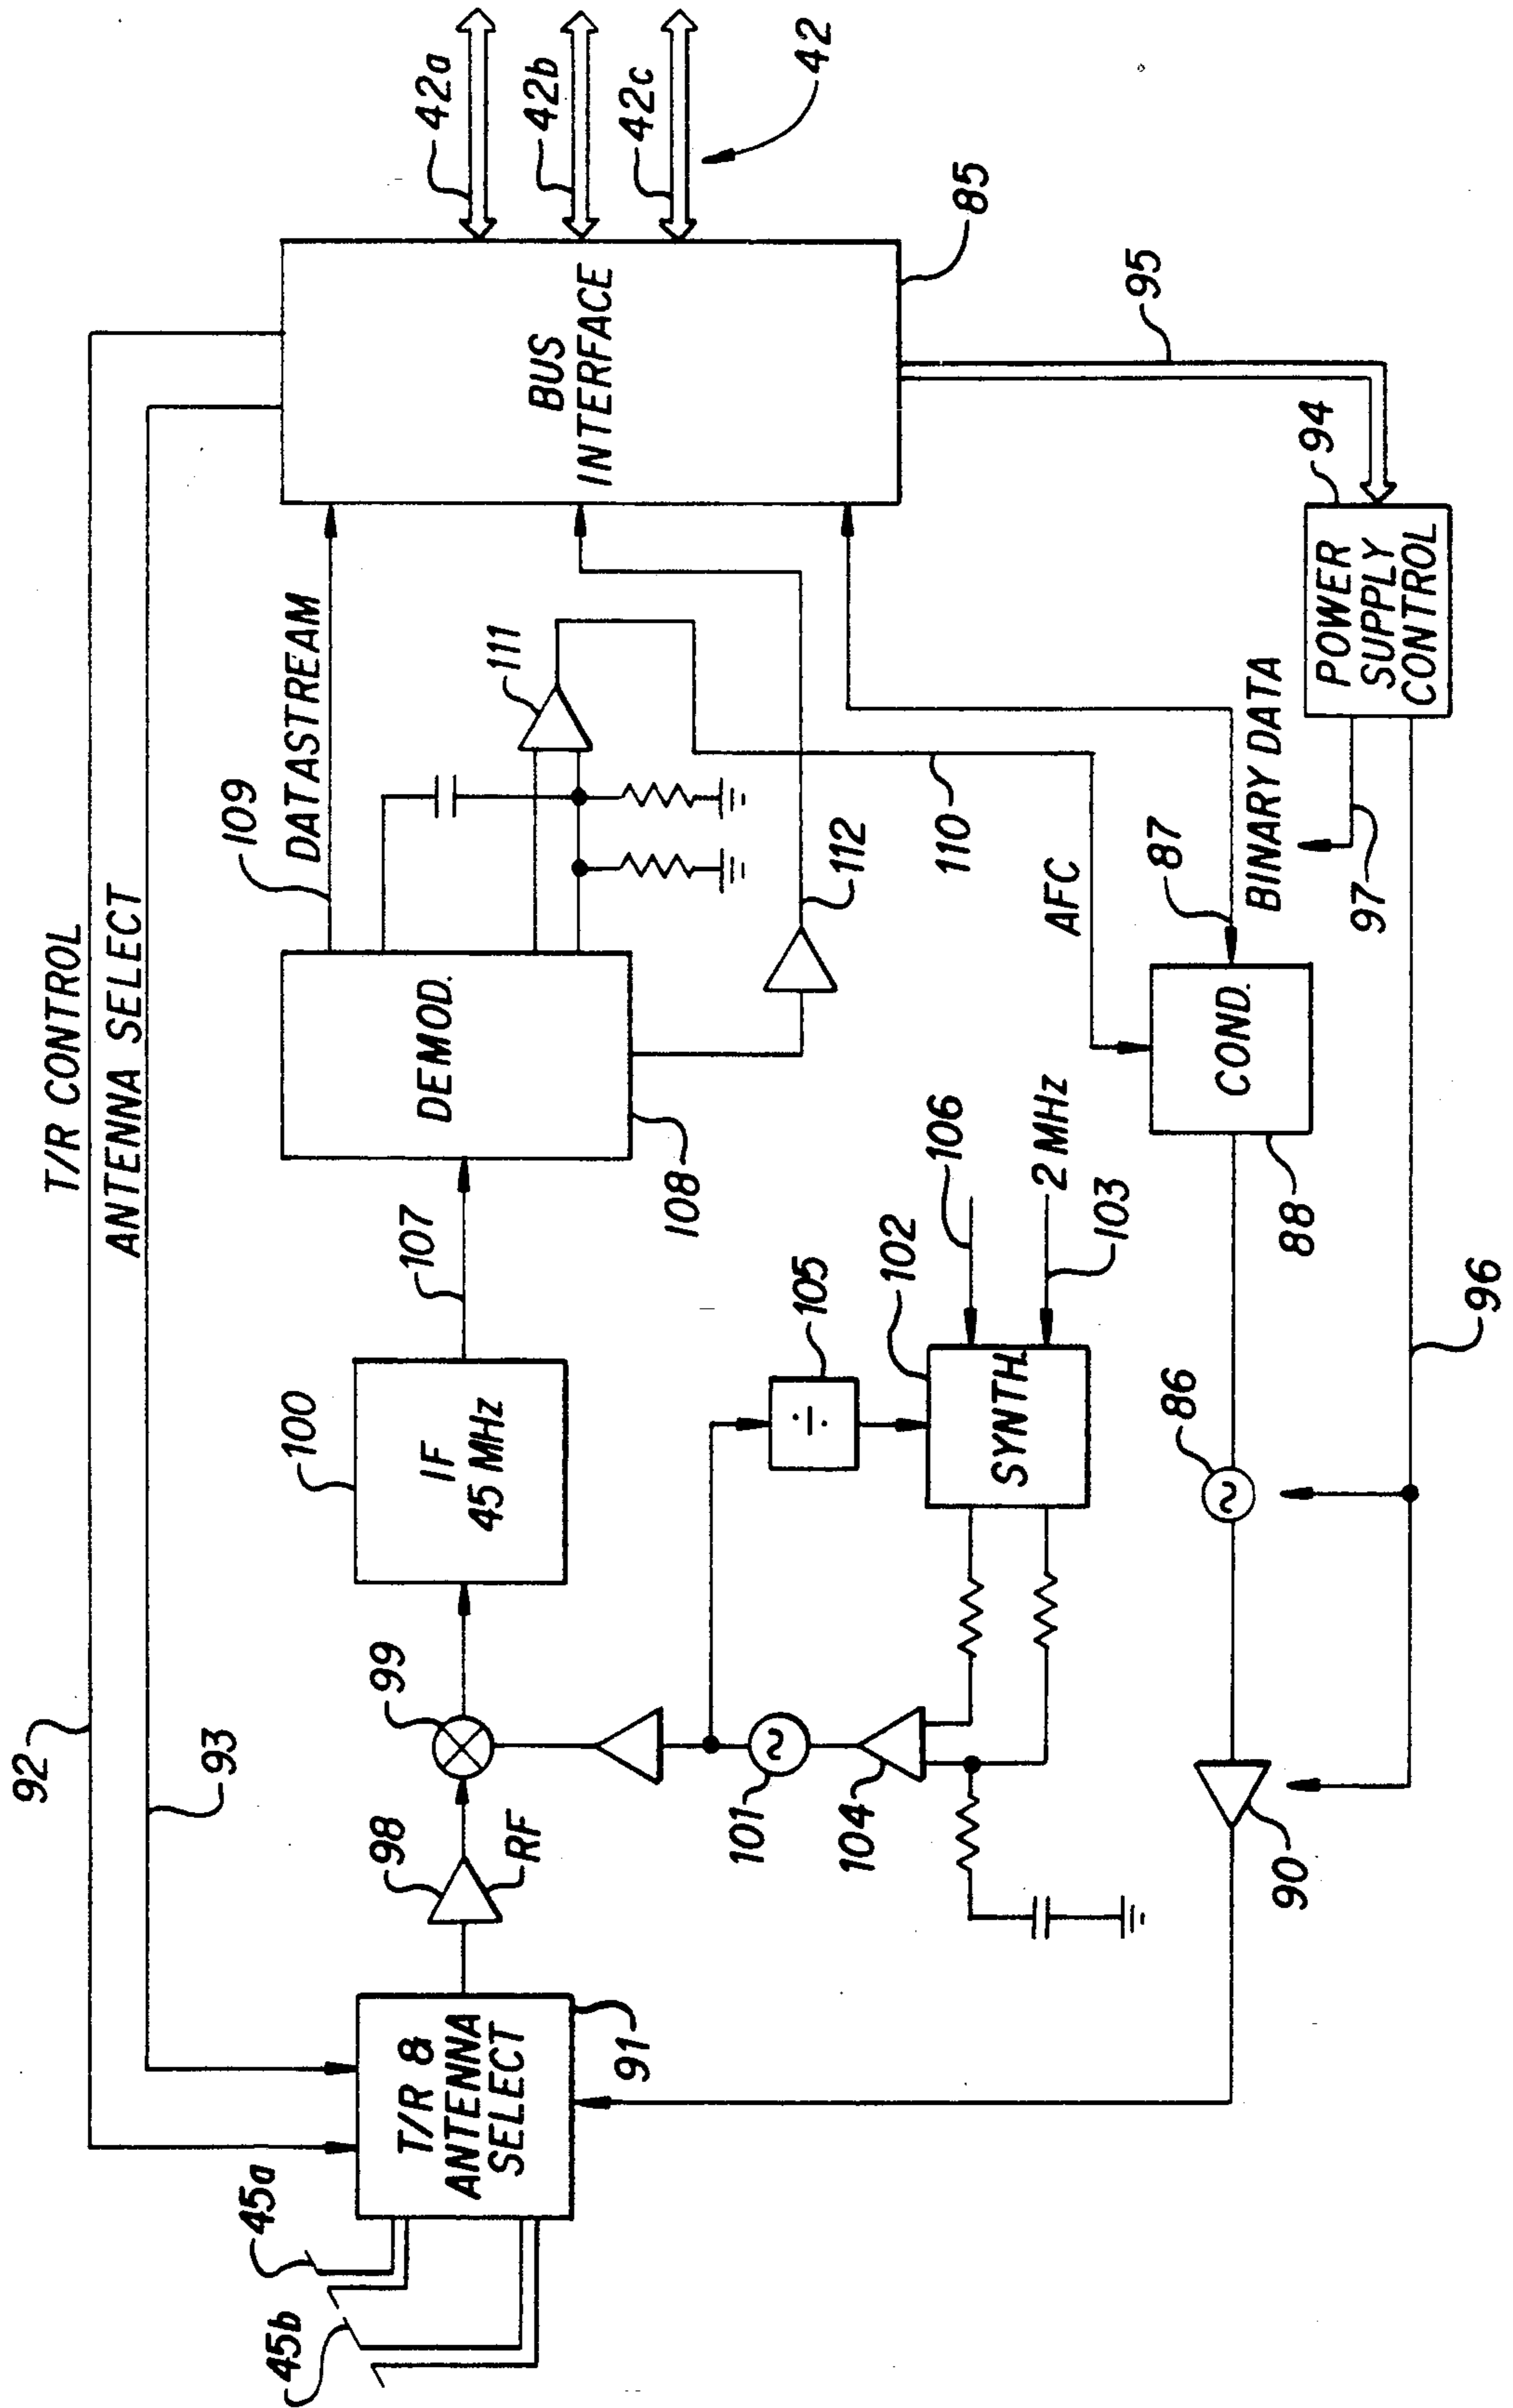 T/R CONTROL
92
ANTENNA SELECT
93
45a
45b
T/R &
ANTENNA
SELECT
91
98
RF
99
100
IF
45 MHz
107
DEMOD.
108
109
DATASTREAM
111
112
BUS
INTERFACE
85
42a
42b
42c
42
101
104
105
÷
102
SYNTH.
106
2 MHz
103
110
AFC
87
BINARY DATA
COND.
88
86
90
96
97
POWER
SUPPLY
CONTROL
94
95